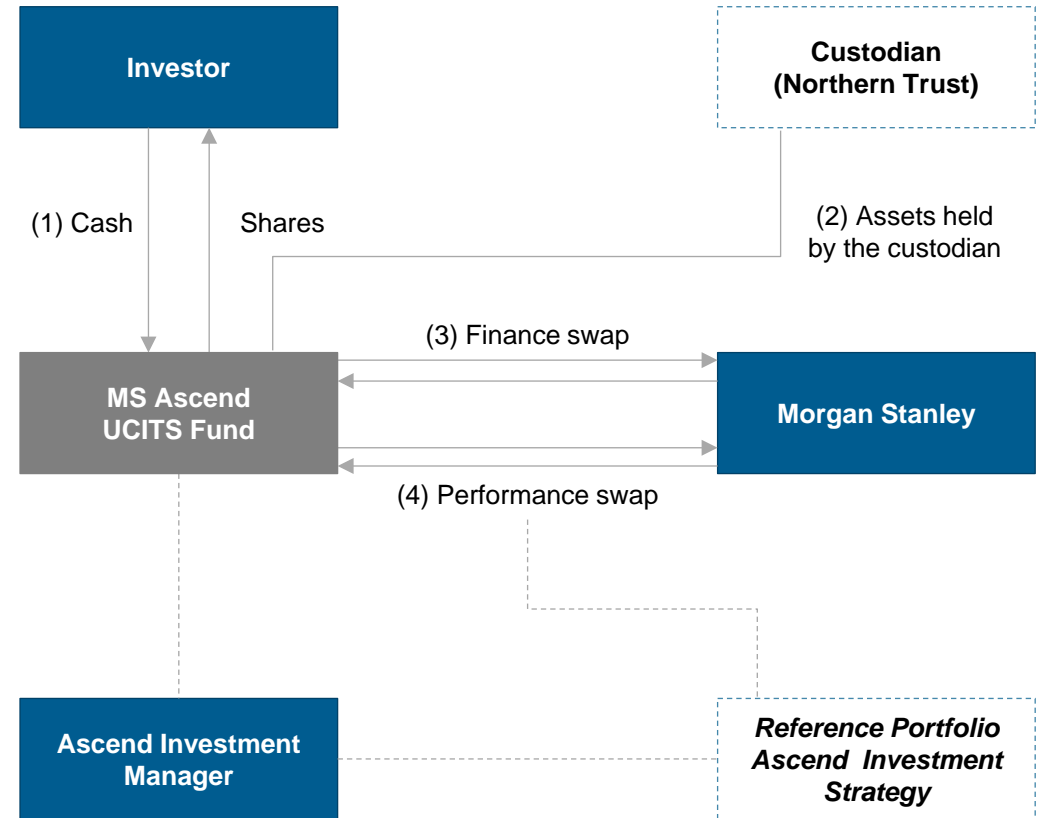 Investor
Custodian
(Northern Trust)
(1) Cash
Shares
(2) Assets held
by the custodian
(3) Finance swap
MS Ascend
UCITS Fund
Morgan Stanley
(4) Performance swap
Ascend Investment
Manager
Reference Portfolio
Ascend Investment
Strategy